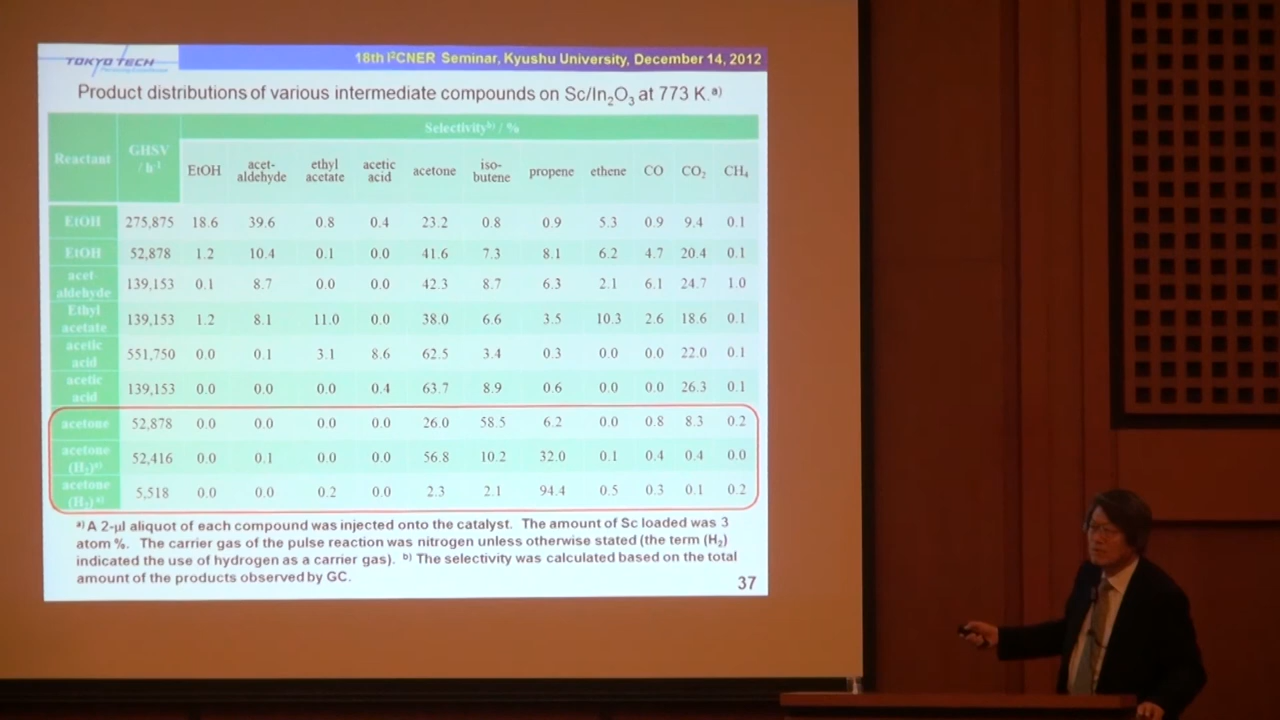 TOKYO TECH
18th I²CNER Seminar, Kyushu University, December 14, 2012
Product distributions of various intermediate compounds on Sc/In₂O₃ at 773 K.ᵃ⁾
Reactant GHSV / h⁻¹ Selectivityᵇ⁾ / %
EtOH acet-aldehyde ethyl acetate acetic acid acetone iso-butene propene ethene CO CO₂ CH₄
EtOH 275,875 18.6 39.6 0.8 0.4 23.2 0.8 0.9 5.3 0.9 9.4 0.1
EtOH 52,878 1.2 10.4 0.1 0.0 41.6 7.3 8.1 6.2 4.7 20.4 0.1
acet-aldehyde 139,153 0.1 8.7 0.0 0.0 42.3 8.7 6.3 2.1 6.1 24.7 1.0
Ethyl acetate 139,153 1.2 8.1 11.0 0.0 38.0 6.6 3.5 10.3 2.6 18.6 0.1
acetic acid 551,750 0.0 0.1 3.1 8.6 62.5 3.4 0.3 0.0 0.0 22.0 0.1
acetic acid 139,153 0.0 0.0 0.0 0.4 63.7 8.9 0.6 0.0 0.0 26.3 0.1
acetone 52,878 0.0 0.0 0.0 0.0 26.0 58.5 6.2 0.0 0.8 8.3 0.2
acetone (H₂)ᵃ⁾ 52,416 0.0 0.1 0.0 0.0 56.8 10.2 32.0 0.1 0.4 0.4 0.0
acetone (H₂)ᵃ⁾ 5,518 0.0 0.0 0.2 0.0 2.3 2.1 94.4 0.5 0.3 0.1 0.2
ᵃ⁾ A 2-µl aliquot of each compound was injected onto the catalyst. The amount of Sc loaded was 3
atom %. The carrier gas of the pulse reaction was nitrogen unless otherwise stated (the term (H₂)
indicated the use of hydrogen as a carrier gas). ᵇ⁾ The selectivity was calculated based on the total
amount of the products observed by GC.
37